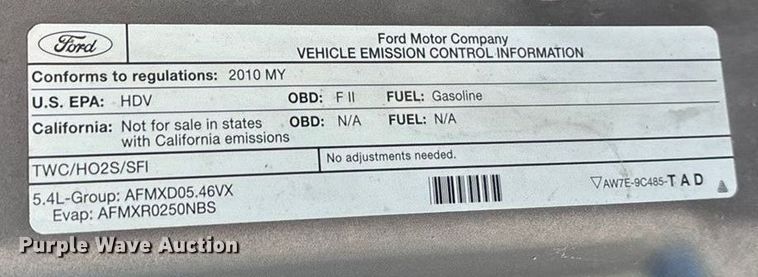 Ford
Ford Motor Company
VEHICLE EMISSION CONTROL INFORMATION
Conforms to regulations: 2010 MY
U.S. EPA: HDV OBD: F II FUEL: Gasoline
California: Not for sale in states with California emissions OBD: N/A FUEL: N/A
TWC/HO2S/SFI
No adjustments needed.
5.4L-Group: AFMXD05.46VX
Evap: AFMXR0250NBS
AW7E-9C485-TAD
Purple Wave Auction